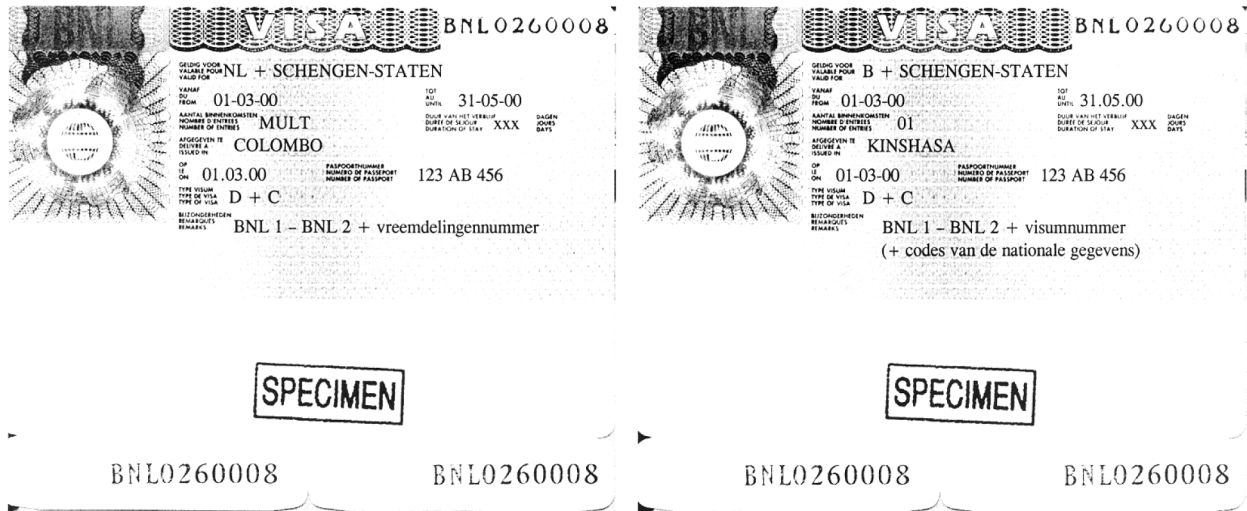 BNL
VISA
BNL0260008
GELDIG VOOR
VALABLE POUR
VALID FOR
NL + SCHENGEN-STATEN
VANAF
DU
FROM
01-03-00
TOT
AU
UNTIL
31-05-00
AANTAL BINNENKOMSTEN
NOMBRE D'ENTREES
NUMBER OF ENTRIES
MULT
DUUR VAN HET VERBLIJF
DURÉE DE SEJOUR
DURATION OF STAY
XXX
DAGEN
JOURS
DAYS
AFGEGEVEN TE
DELIVRE A
ISSUED IN
COLOMBO
OP
LE
ON
01.03.00
PASPOORTNUMMER
NUMERO DE PASSEPORT
NUMBER OF PASSPORT
123 AB 456
TYPE VISUM
TYPE DE VISA
TYPE OF VISA
D + C
BIJZONDERHEDEN
REMARQUES
REMARKS
BNL 1 – BNL 2 + vreemdelingennummer
SPECIMEN
BNL0260008
BNL0260008
BNL
VISA
BNL0260008
GELDIG VOOR
VALABLE POUR
VALID FOR
B + SCHENGEN-STATEN
VANAF
DU
FROM
01-03-00
TOT
AU
UNTIL
31.05.00
AANTAL BINNENKOMSTEN
NOMBRE D'ENTREES
NUMBER OF ENTRIES
01
DUUR VAN HET VERBLIJF
DURÉE DE SEJOUR
DURATION OF STAY
XXX
DAGEN
JOURS
DAYS
AFGEGEVEN TE
DELIVRE A
ISSUED IN
KINSHASA
OP
LE
ON
01-03-00
PASPOORTNUMMER
NUMERO DE PASSEPORT
NUMBER OF PASSPORT
123 AB 456
TYPE VISUM
TYPE DE VISA
TYPE OF VISA
D + C
BIJZONDERHEDEN
REMARQUES
REMARKS
BNL 1 – BNL 2 + visumnummer
(+ codes van de nationale gegevens)
SPECIMEN
BNL0260008
BNL0260008